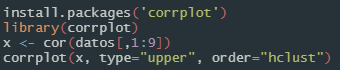 install.packages('corrplot')
library(corrplot)
x <- cor(datos[,1:9])
corrplot(x, type="upper", order="hclust")